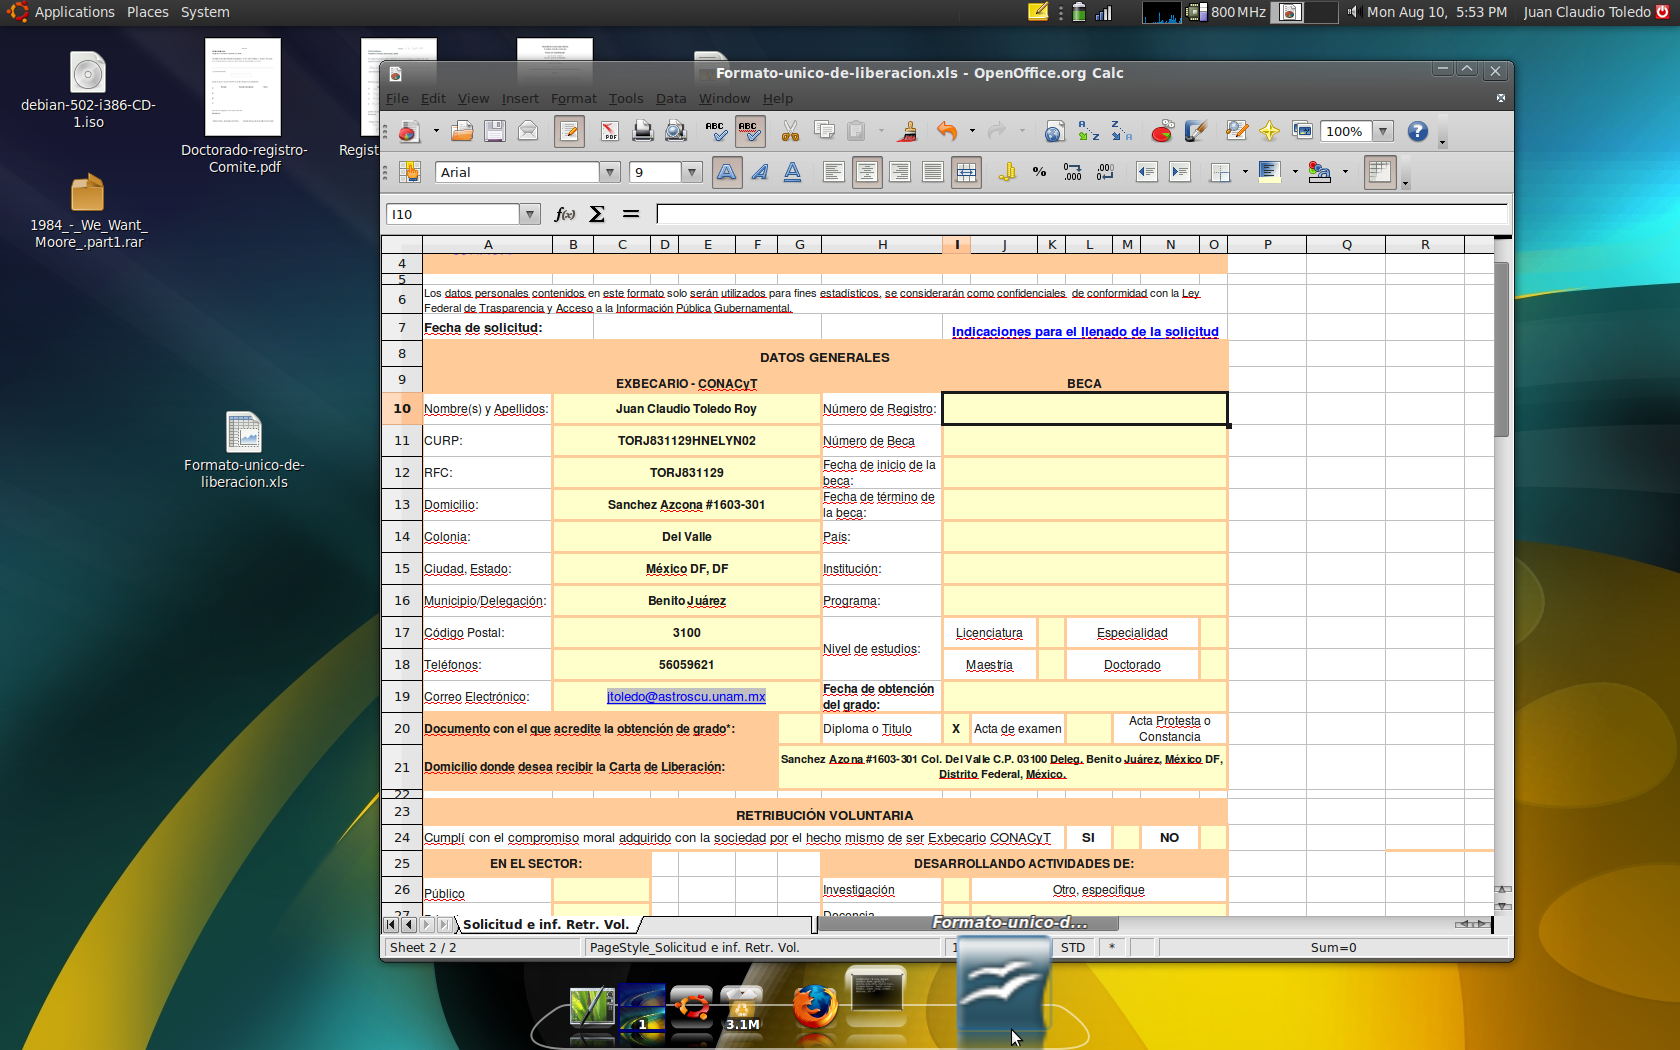 Applications Places System
800 MHz
Mon Aug 10, 5:53 PM
Juan Claudio Toledo
debian-502-i386-CD-
1.iso
Doctorado-registro-
Comite.pdf
Regist
1984_-_We_Want_
Moore_.part1.rar
Formato-unico-de-
liberacion.xls
Formato-unico-de-liberacion.xls - OpenOffice.org Calc
File Edit View Insert Format Tools Data Window Help
100%
Arial
9
I10
A B C D E F G H I J K L M N O P Q R
4
5
6 Los datos personales contenidos en este formato solo serán utilizados para fines estadísticos, se considerarán como confidenciales de conformidad con la Ley
Federal de Trasparencia y Acceso a la Información Pública Gubernamental.
7 Fecha de solicitud: Indicaciones para el llenado de la solicitud
8 DATOS GENERALES
9 EXBECARIO - CONACyT BECA
10 Nombre(s) y Apellidos: Juan Claudio Toledo Roy Número de Registro:
11 CURP: TORJ831129HNELYN02 Número de Beca
12 RFC: TORJ831129 Fecha de inicio de la
beca:
13 Domicilio: Sanchez Azcona #1603-301 Fecha de término de
la beca:
14 Colonia: Del Valle País:
15 Ciudad, Estado: México DF, DF Institución:
16 Municipio/Delegación: Benito Juárez Programa:
17 Código Postal: 3100 Nivel de estudios: Licenciatura Especialidad
18 Teléfonos: 56059621 Maestría Doctorado
19 Correo Electrónico: jtoledo@astroscu.unam.mx Fecha de obtención
del grado:
20 Documento con el que acredite la obtención de grado*: Diploma o Titulo X Acta de examen Acta Protesta o
Constancia
21 Domicilio donde desea recibir la Carta de Liberación: Sanchez Azona #1603-301 Col. Del Valle C.P. 03100 Deleg. Benito Juárez, México DF,
Distrito Federal, México.
22
23 RETRIBUCIÓN VOLUNTARIA
24 Cumplí con el compromiso moral adquirido con la sociedad por el hecho mismo de ser Exbecario CONACyT SI NO
25 EN EL SECTOR: DESARROLLANDO ACTIVIDADES DE:
26 Público Investigación Otro, especifique
27 Docencia
Solicitud e inf. Retr. Vol.
Formato-unico-d...
Sheet 2 / 2 PageStyle_Solicitud e inf. Retr. Vol. 1 STD * Sum=0
1
3.1M